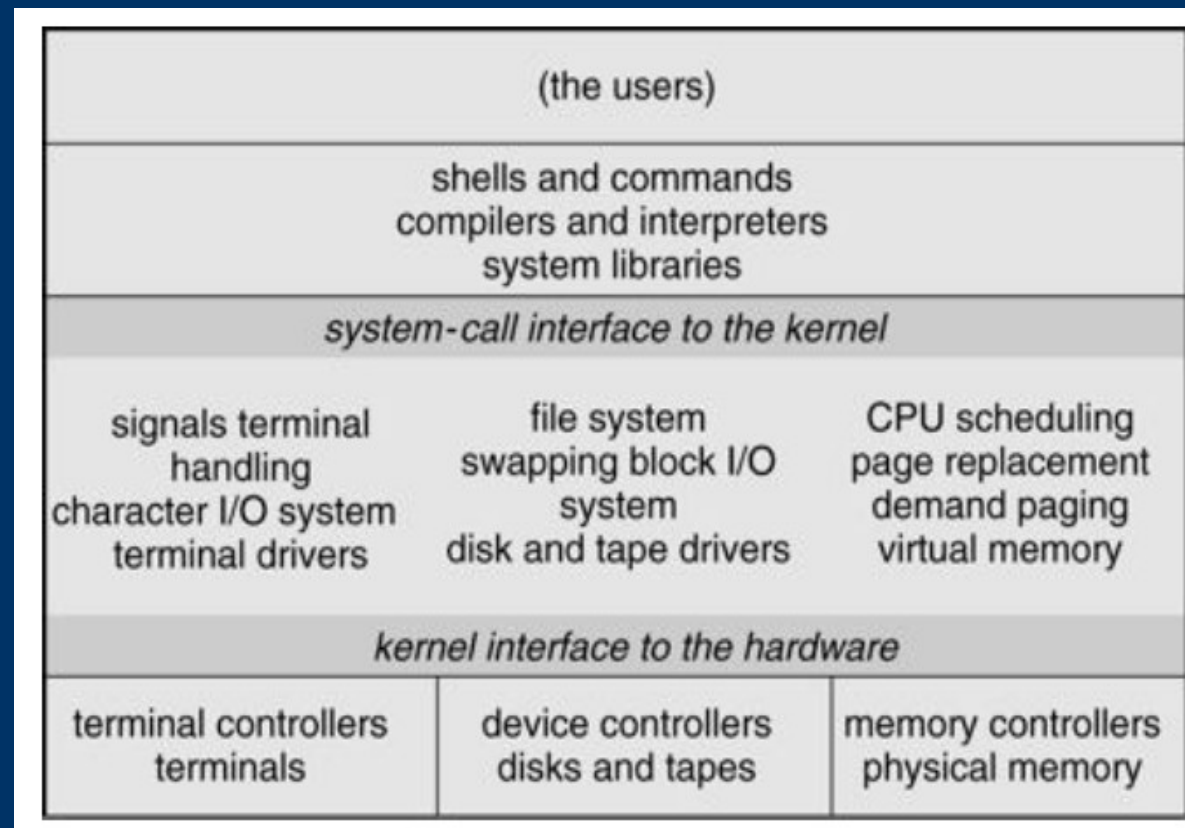 (the users)
shells and commands
compilers and interpreters
system libraries
system-call interface to the kernel
signals terminal
handling
character I/O system
terminal drivers
file system
swapping block I/O
system
disk and tape drivers
CPU scheduling
page replacement
demand paging
virtual memory
kernel interface to the hardware
terminal controllers
terminals
device controllers
disks and tapes
memory controllers
physical memory